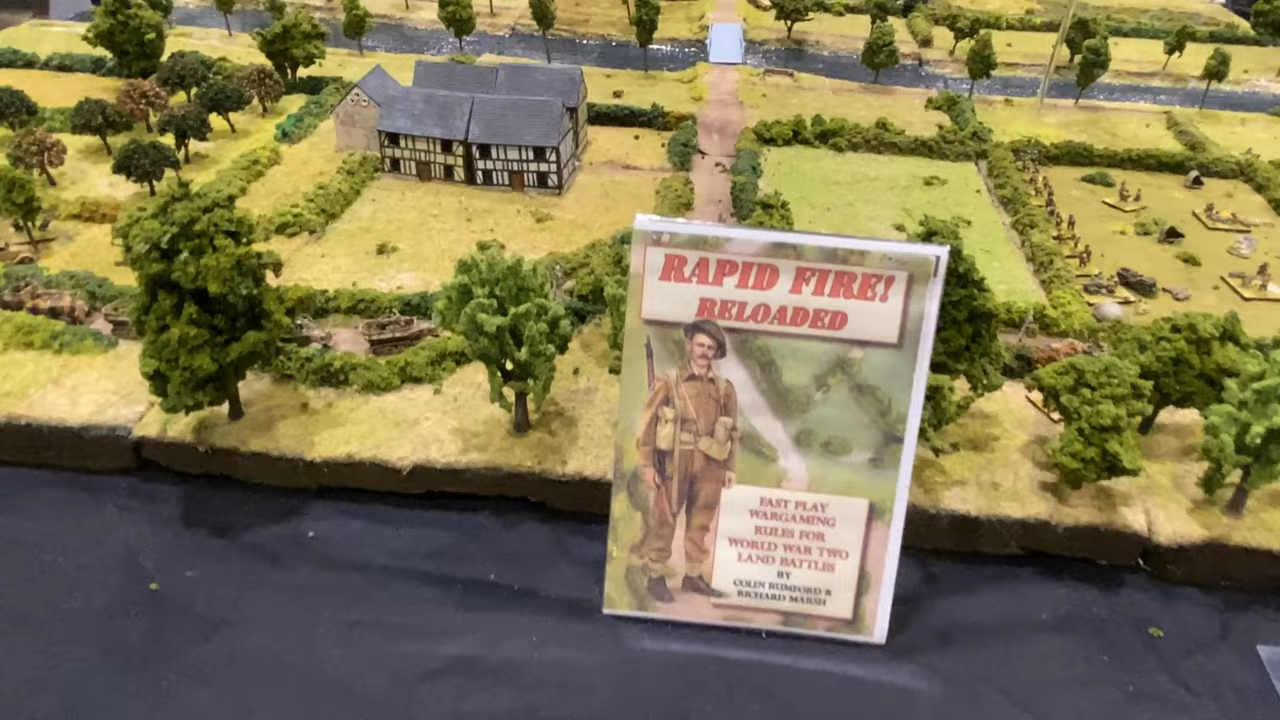 RAPID FIRE!
RELOADED
FAST PLAY
WARGAMING
RULES FOR
WORLD WAR TWO
LAND BATTLES
BY
COLIN RUMFORD &
RICHARD MARSH